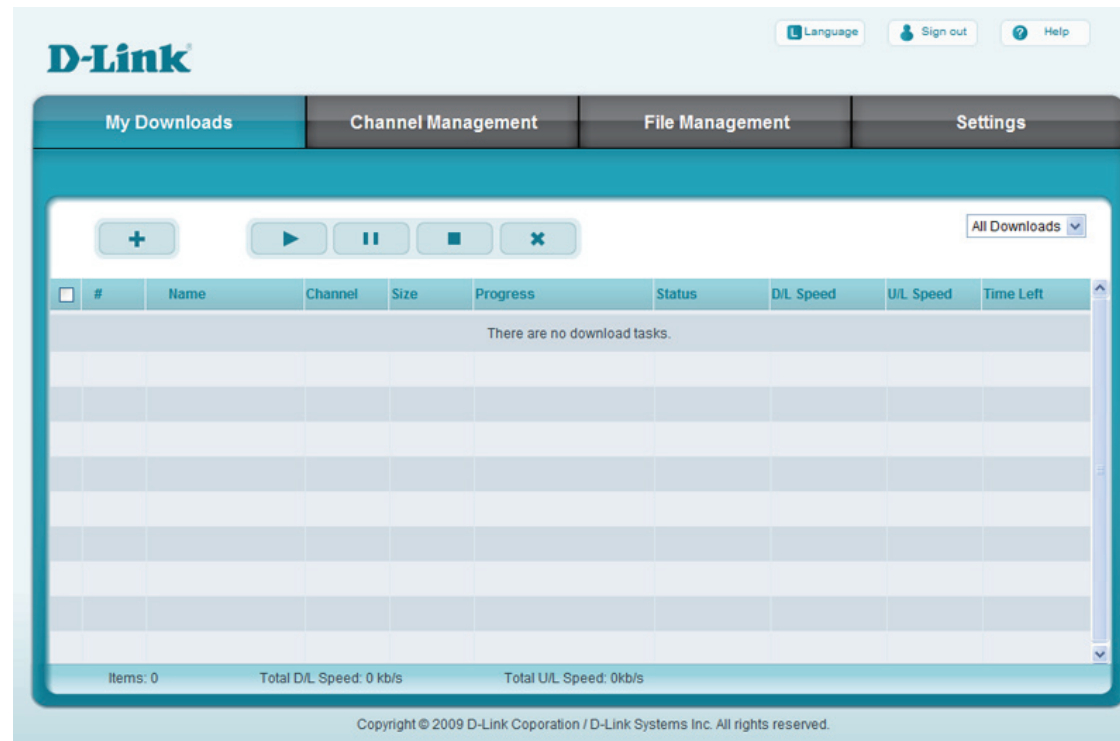 L Language
Sign out
? Help
D-Link®
My Downloads
Channel Management
File Management
Settings
All Downloads
# Name Channel Size Progress Status D/L Speed U/L Speed Time Left
There are no download tasks.
Items: 0 Total D/L Speed: 0 kb/s Total U/L Speed: 0kb/s
Copyright © 2009 D-Link Coporation / D-Link Systems Inc. All rights reserved.